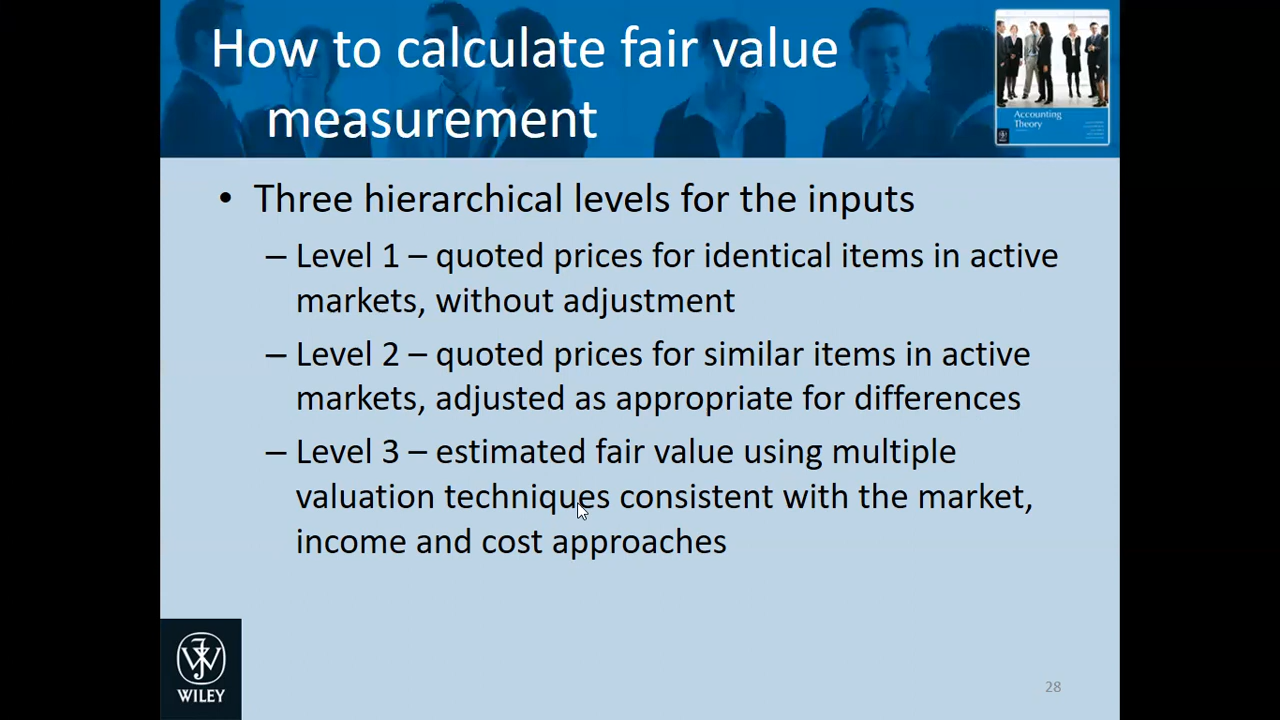 How to calculate fair value
measurement
Accounting
Theory
• Three hierarchical levels for the inputs
– Level 1 – quoted prices for identical items in active
markets, without adjustment
– Level 2 – quoted prices for similar items in active
markets, adjusted as appropriate for differences
– Level 3 – estimated fair value using multiple
valuation techniques consistent with the market,
income and cost approaches
WILEY
28